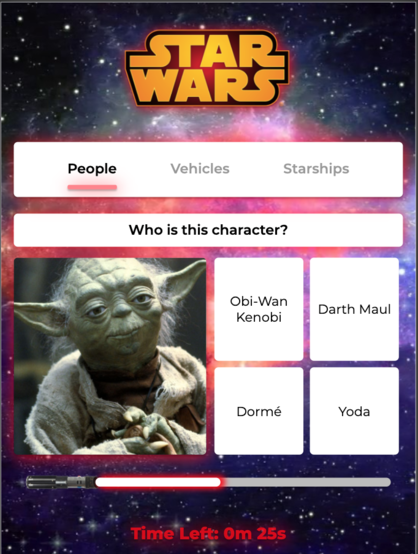 STAR
WARS
People Vehicles Starships
Who is this character?
Obi-Wan
Kenobi
Darth Maul
Dormé
Yoda
Time Left: 0m 25s